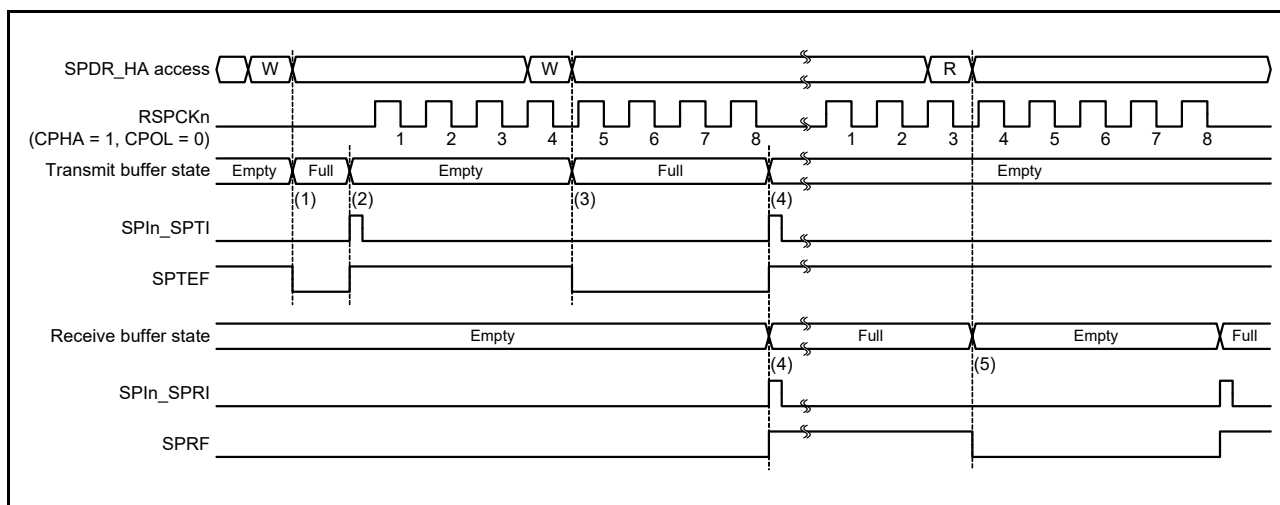 SPDR_HA access W W R
RSPCKn
(CPHA = 1, CPOL = 0) 1 2 3 4 5 6 7 8 1 2 3 4 5 6 7 8
Transmit buffer state Empty Full Empty Full Empty
(1) (2) (3) (4)
SPIn_SPTI
SPTEF
Receive buffer state Empty Full Empty Full
(4) (5)
SPIn_SPRI
SPRF